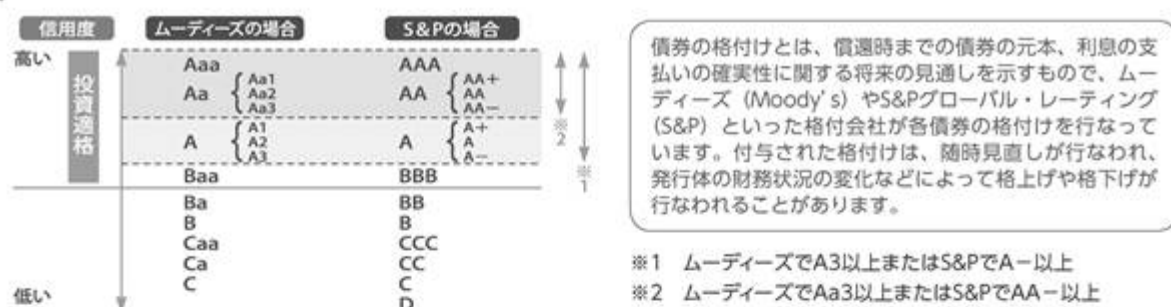 信用度 ムーディーズの場合 S&Pの場合
高い
投資適格
Aaa AAA
Aa Aa1 Aa2 Aa3 AA AA+ AA AA−
A A1 A2 A3 A A+ A A−
Baa BBB
※2
※1
Ba BB
B B
Caa CCC
Ca CC
C C
低い D
債券の格付けとは、償還時までの債券の元本、利息の支
払いの確実性に関する将来の見通しを示すもので、ムー
ディーズ（Moody's）やS&Pグローバル・レーティング
（S&P）といった格付会社が各債券の格付けを行なって
います。付与された格付けは、随時見直しが行なわれ、
発行体の財務状況の変化などによって格上げや格下げが
行なわれることがあります。
※1 ムーディーズでA3以上またはS&PでA−以上
※2 ムーディーズでAa3以上またはS&PでAA−以上